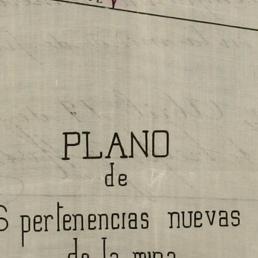 PLANO
de
pertenencias nuevas
de la mina